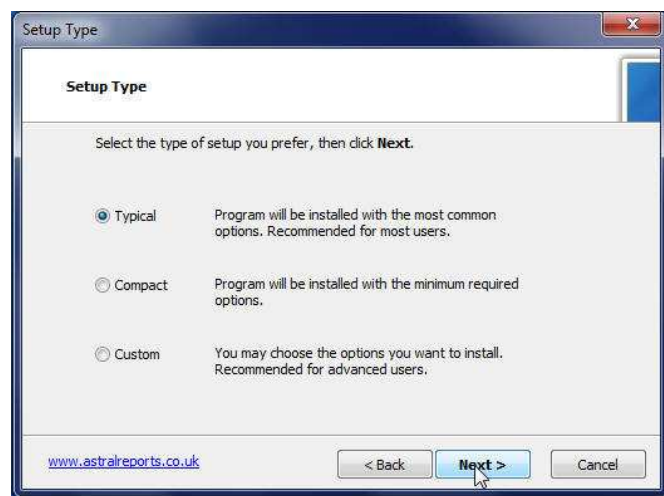 Setup Type
Setup Type
Select the type of setup you prefer, then click Next.
Typical
Program will be installed with the most common
options. Recommended for most users.
Compact
Program will be installed with the minimum required
options.
Custom
You may choose the options you want to install.
Recommended for advanced users.
www.astralreports.co.uk
< Back
Next >
Cancel